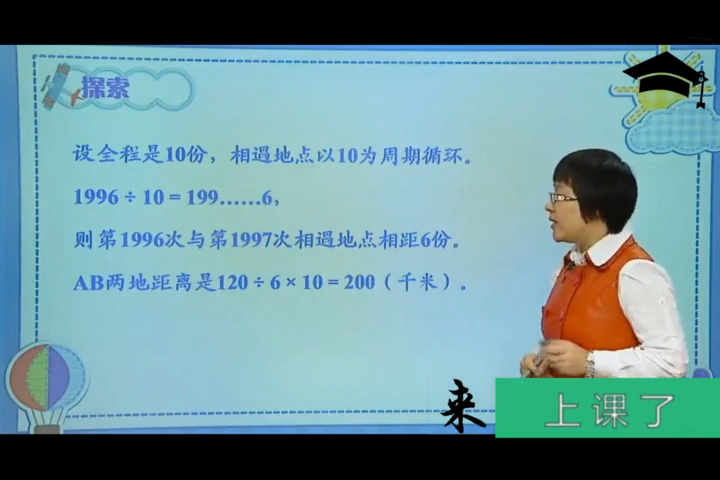 探索
设全程是10份，相遇地点以10为周期循环。
1996÷10=199……6，
则第1996次与第1997次相遇地点相距6份。
AB两地距离是120÷6×10=200（千米）。
来
上课了